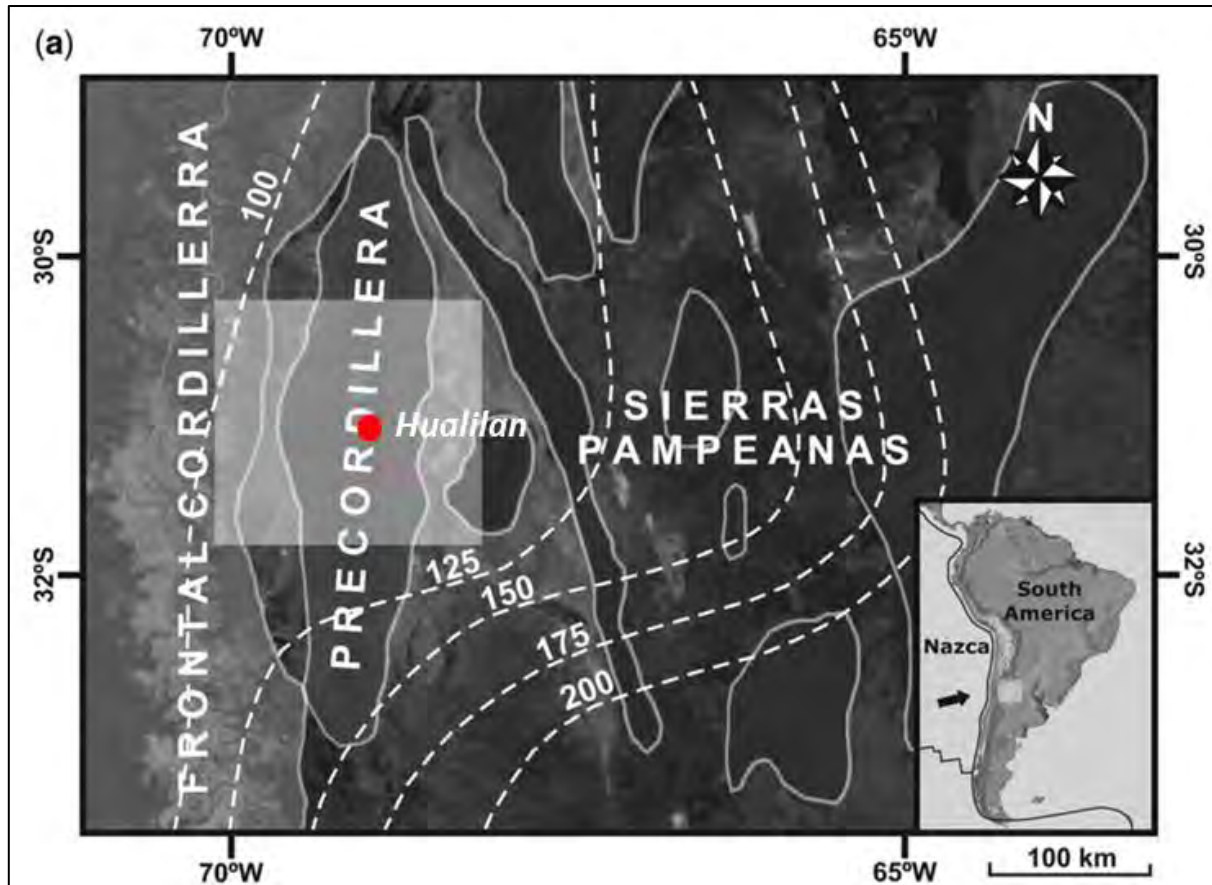 (a)
70ºW
65ºW
N
100
30ºS
30ºS
FRONTAL CORDILLERA
PRECORDILLERA
Hualilan
SIERRAS
PAMPEANAS
125
150
175
200
32ºS
32ºS
South
America
Nazca
70ºW
65ºW
100 km